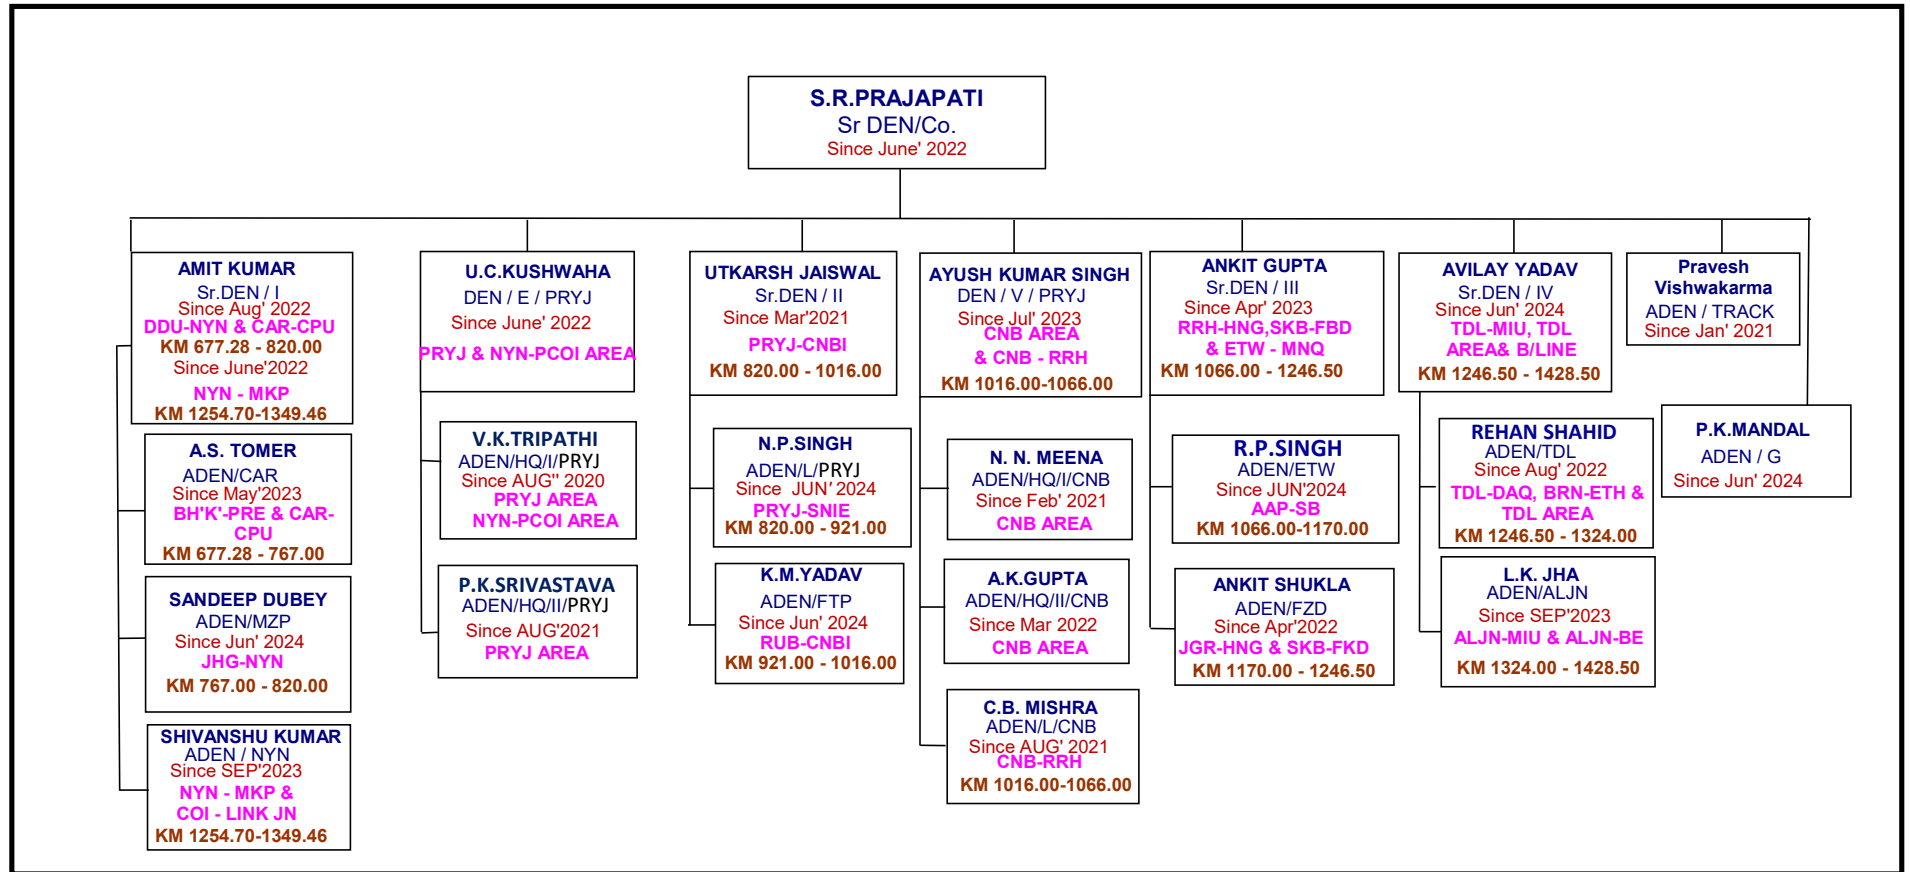 S.R.PRAJAPATI
Sr DEN/Co.
Since June' 2022
AMIT KUMAR
Sr.DEN / I
Since Aug' 2022
DDU-NYN & CAR-CPU
KM 677.28 - 820.00
Since June'2022
NYN - MKP
KM 1254.70-1349.46
A.S. TOMER
ADEN/CAR
Since May'2023
BH'K'-PRE & CAR-
CPU
KM 677.28 - 767.00
SANDEEP DUBEY
ADEN/MZP
Since Jun' 2024
JHG-NYN
KM 767.00 - 820.00
SHIVANSHU KUMAR
ADEN / NYN
Since SEP'2023
NYN - MKP &
COI - LINK JN
KM 1254.70-1349.46
U.C.KUSHWAHA
DEN / E / PRYJ
Since June' 2022
PRYJ & NYN-PCOI AREA
V.K.TRIPATHI
ADEN/HQ/I/PRYJ
Since AUG'' 2020
PRYJ AREA
NYN-PCOI AREA
P.K.SRIVASTAVA
ADEN/HQ/II/PRYJ
Since AUG'2021
PRYJ AREA
UTKARSH JAISWAL
Sr.DEN / II
Since Mar'2021
PRYJ-CNBI
KM 820.00 - 1016.00
N.P.SINGH
ADEN/L/PRYJ
Since JUN' 2024
PRYJ-SNIE
KM 820.00 - 921.00
K.M.YADAV
ADEN/FTP
Since Jun' 2024
RUB-CNBI
KM 921.00 - 1016.00
AYUSH KUMAR SINGH
DEN / V / PRYJ
Since Jul' 2023
CNB AREA
& CNB - RRH
KM 1016.00-1066.00
N. N. MEENA
ADEN/HQ/I/CNB
Since Feb' 2021
CNB AREA
A.K.GUPTA
ADEN/HQ/II/CNB
Since Mar 2022
CNB AREA
C.B. MISHRA
ADEN/L/CNB
Since AUG' 2021
CNB-RRH
KM 1016.00-1066.00
ANKIT GUPTA
Sr.DEN / III
Since Apr' 2023
RRH-HNG,SKB-FBD
& ETW - MNQ
KM 1066.00 - 1246.50
R.P.SINGH
ADEN/ETW
Since JUN'2024
AAP-SB
KM 1066.00-1170.00
ANKIT SHUKLA
ADEN/FZD
Since Apr'2022
JGR-HNG & SKB-FKD
KM 1170.00 - 1246.50
AVILAY YADAV
Sr.DEN / IV
Since Jun' 2024
TDL-MIU, TDL
AREA& B/LINE
KM 1246.50 - 1428.50
REHAN SHAHID
ADEN/TDL
Since Aug' 2022
TDL-DAQ, BRN-ETH &
TDL AREA
KM 1246.50 - 1324.00
L.K. JHA
ADEN/ALJN
Since SEP'2023
ALJN-MIU & ALJN-BE
KM 1324.00 - 1428.50
Pravesh
Vishwakarma
ADEN / TRACK
Since Jan' 2021
P.K.MANDAL
ADEN / G
Since Jun' 2024